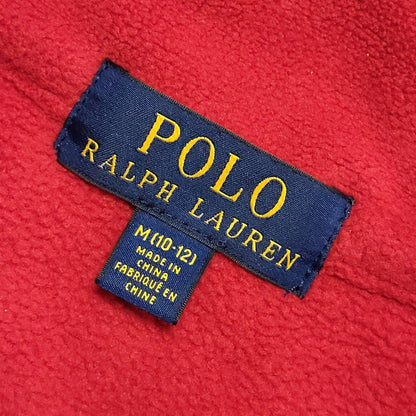 POLO
RALPH LAUREN
M(10-12)
MADE IN
CHINA
FABRIQUÉ EN
CHINE